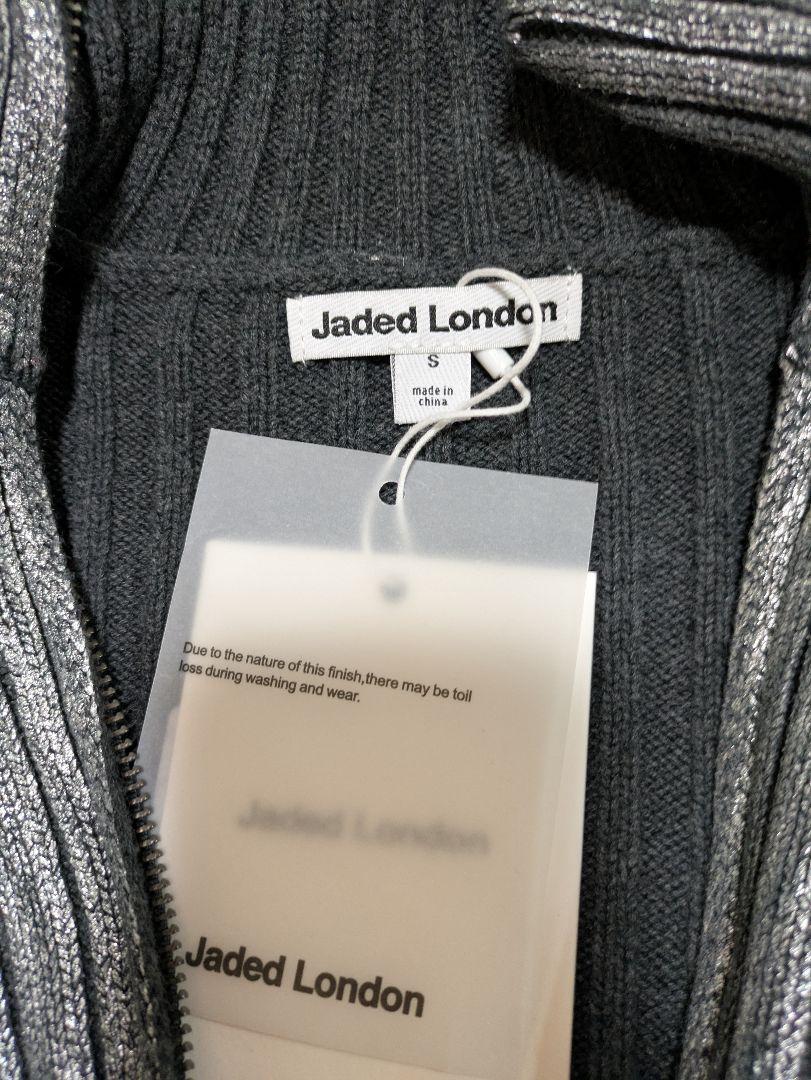 Jaded London
S
made in
china
Due to the nature of this finish,there may be toil
loss during washing and wear.
Jaded London
Jaded London